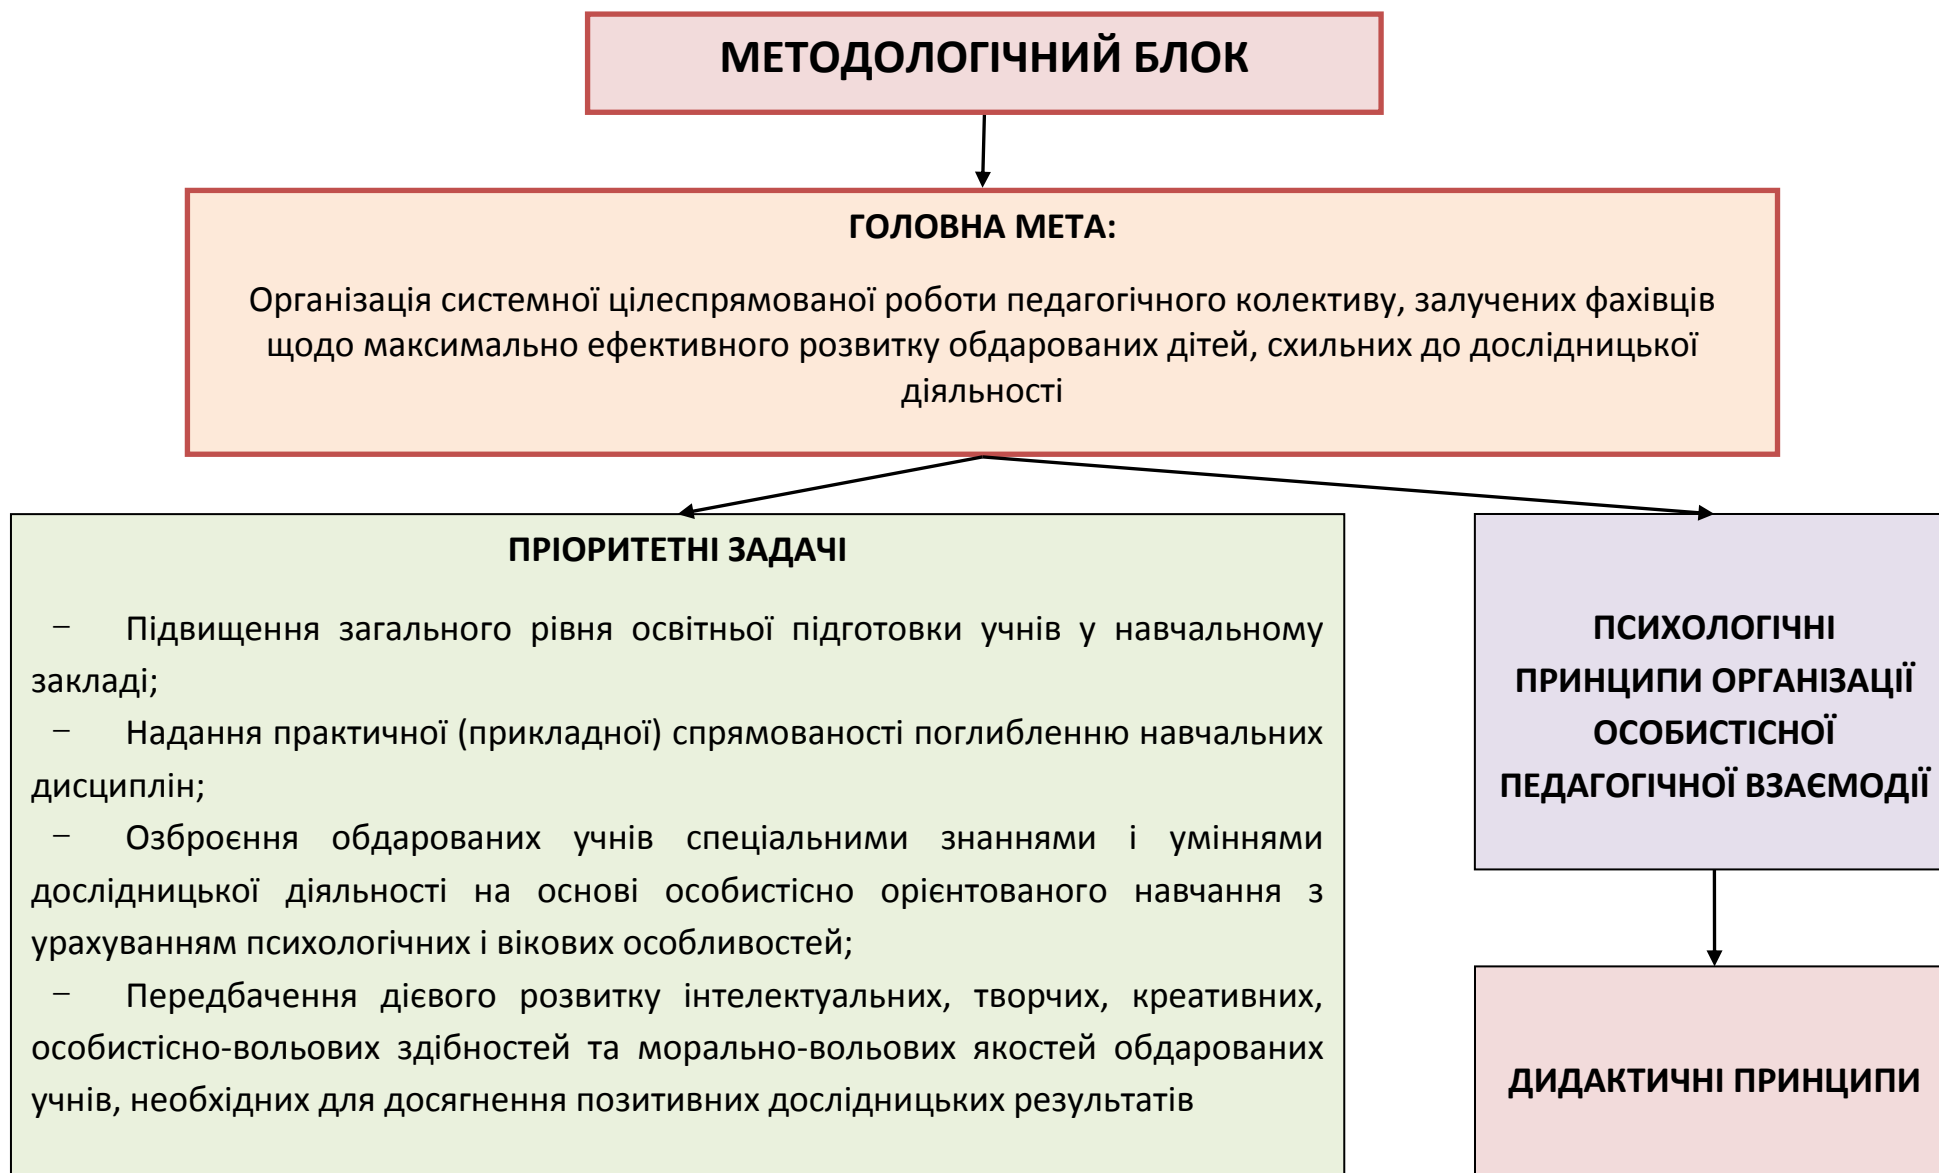 МЕТОДОЛОГІЧНИЙ БЛОК
ГОЛОВНА МЕТА:
Організація системної цілеспрямованої роботи педагогічного колективу, залучених фахівців
щодо максимально ефективного розвитку обдарованих дітей, схильних до дослідницької
діяльності
ПРІОРИТЕТНІ ЗАДАЧІ
– Підвищення загального рівня освітньої підготовки учнів у навчальному
закладі;
– Надання практичної (прикладної) спрямованості поглибленню навчальних
дисциплін;
– Озброєння обдарованих учнів спеціальними знаннями і уміннями
дослідницької діяльності на основі особистісно орієнтованого навчання з
урахуванням психологічних і вікових особливостей;
– Передбачення дієвого розвитку інтелектуальних, творчих, креативних,
особистісно-вольових здібностей та морально-вольових якостей обдарованих
учнів, необхідних для досягнення позитивних дослідницьких результатів
ПСИХОЛОГІЧНІ
ПРИНЦИПИ ОРГАНІЗАЦІЇ
ОСОБИСТІСНОЇ
ПЕДАГОГІЧНОЇ ВЗАЄМОДІЇ
ДИДАКТИЧНІ ПРИНЦИПИ